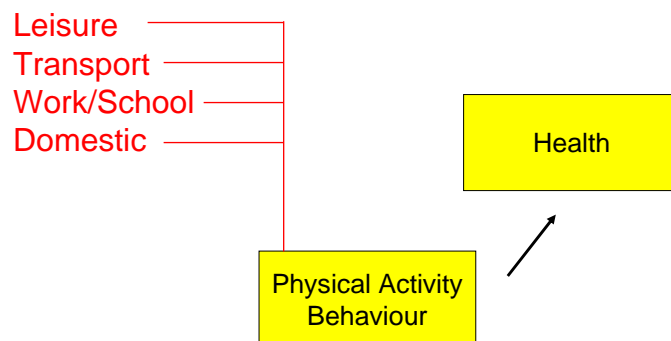 Leisure
Transport
Work/School
Domestic
Health
Physical Activity
Behaviour